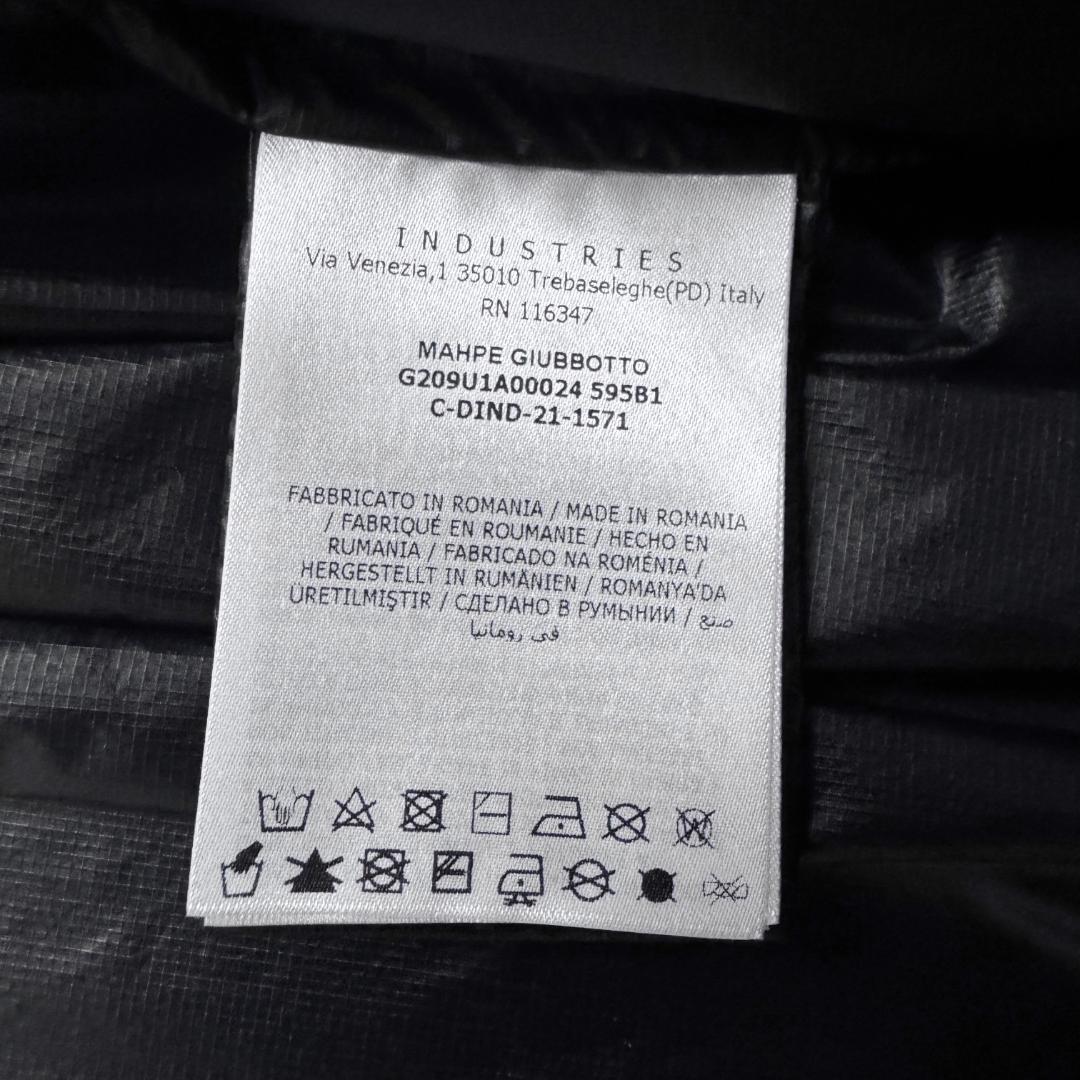 INDUSTRIES
Via Venezia,1 35010 Trebaseleghe(PD) Italy
RN 116347
MAHPE GIUBBOTTO
G209U1A00024 595B1
C-DIND-21-1571
FABBRICATO IN ROMANIA / MADE IN ROMANIA
/ FABRIQUÉ EN ROUMANIE / HECHO EN
RUMANIA / FABRICADO NA ROMÉNIA /
HERGESTELLT IN RUMÄNIEN / ROMANYA'DA
ÜRETILMIŞTIR / СДЕЛАНО В РУМЫНИИ / صنع
في رومانيا